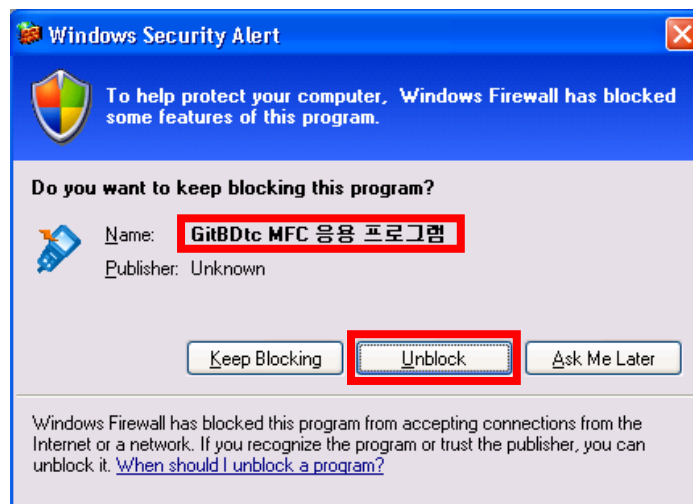 Windows Security Alert
To help protect your computer, Windows Firewall has blocked
some features of this program.
Do you want to keep blocking this program?
Name: GitBDtc MFC 응용 프로그램
Publisher: Unknown
Keep Blocking Unblock Ask Me Later
Windows Firewall has blocked this program from accepting connections from the
Internet or a network. If you recognize the program or trust the publisher, you can
unblock it. When should I unblock a program?